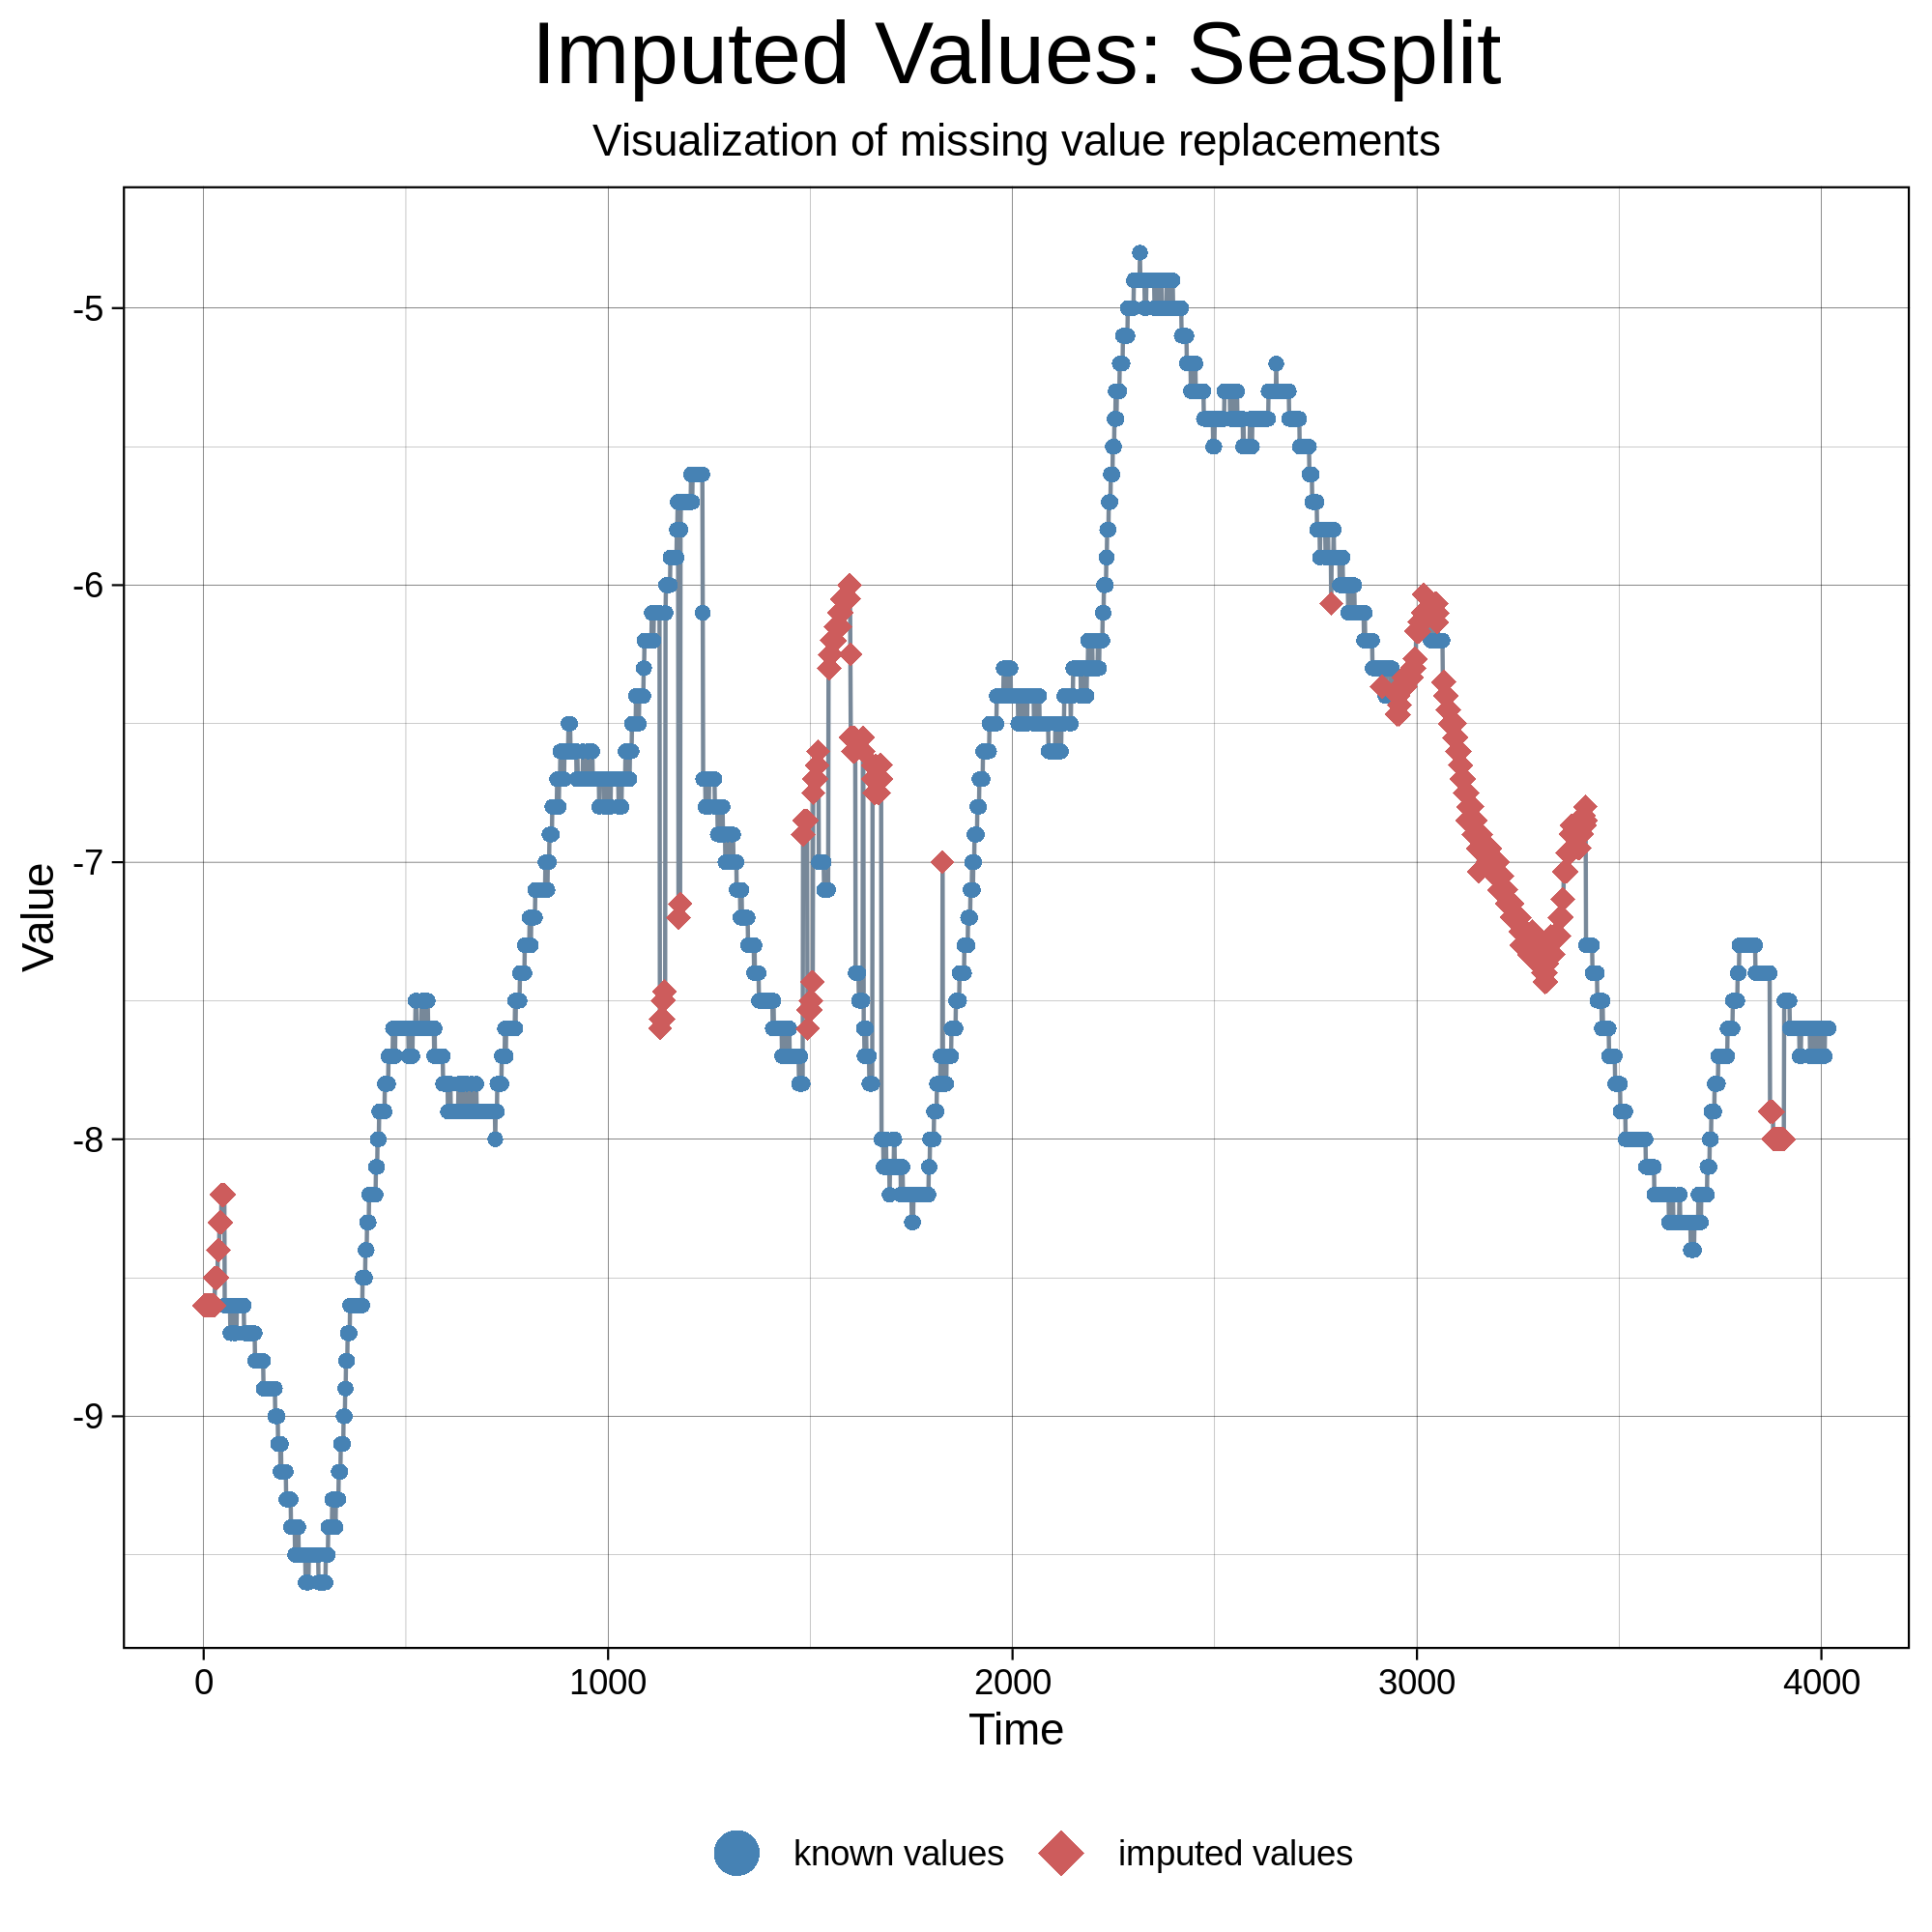 Imputed Values: Seasplit
Visualization of missing value replacements
Value
-5
-6
-7
-8
-9
0 1000 2000 3000 4000
Time
known values imputed values